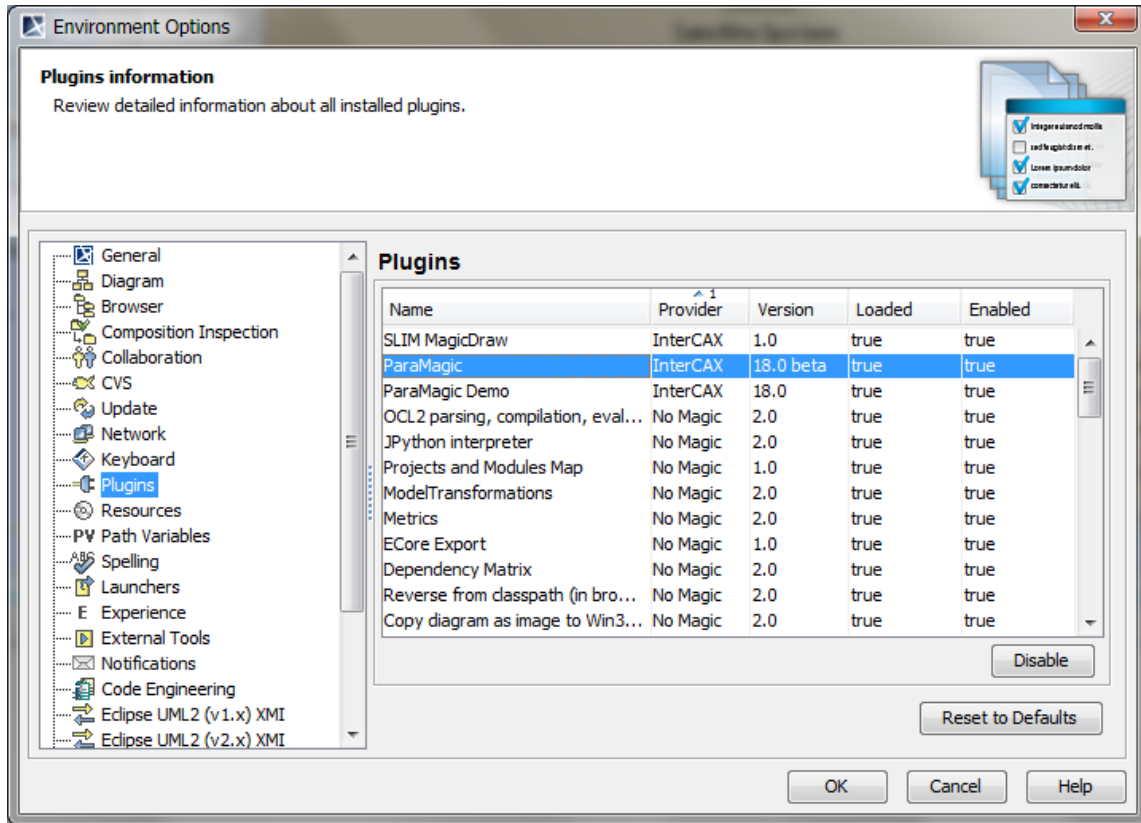 Environment Options
Plugins information
Review detailed information about all installed plugins.
General
Diagram
Browser
Composition Inspection
Collaboration
CVS
Update
Network
Keyboard
Plugins
Resources
PV Path Variables
ABC Spelling
Launchers
E Experience
External Tools
Notifications
Code Engineering
Eclipse UML2 (v1.x) XMI
Eclipse UML2 (v2.x) XMI
Plugins
Name Provider 1 Version Loaded Enabled
SLIM MagicDraw InterCAX 1.0 true true
ParaMagic InterCAX 18.0 beta true true
ParaMagic Demo InterCAX 18.0 true true
OCL2 parsing, compilation, eval... No Magic 2.0 true true
JPython interpreter No Magic 2.0 true true
Projects and Modules Map No Magic 1.0 true true
ModelTransformations No Magic 2.0 true true
Metrics No Magic 2.0 true true
ECore Export No Magic 1.0 true true
Dependency Matrix No Magic 2.0 true true
Reverse from classpath (in bro... No Magic 2.0 true true
Copy diagram as image to Win3... No Magic 2.0 true true
Disable
Reset to Defaults
OK Cancel Help